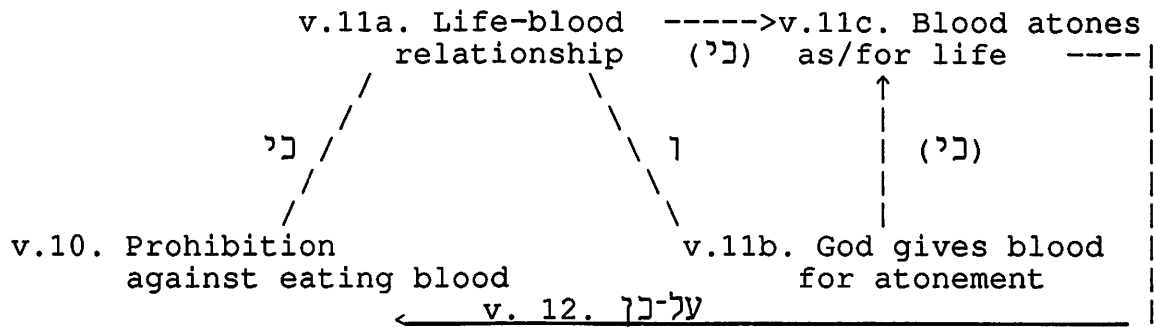 v.11a. Life-blood ----->v.11c. Blood atones
relationship (כי) as/for life ----|
כי ו (כי)
v.10. Prohibition v.11b. God gives blood
against eating blood for atonement
v. 12. על-כן